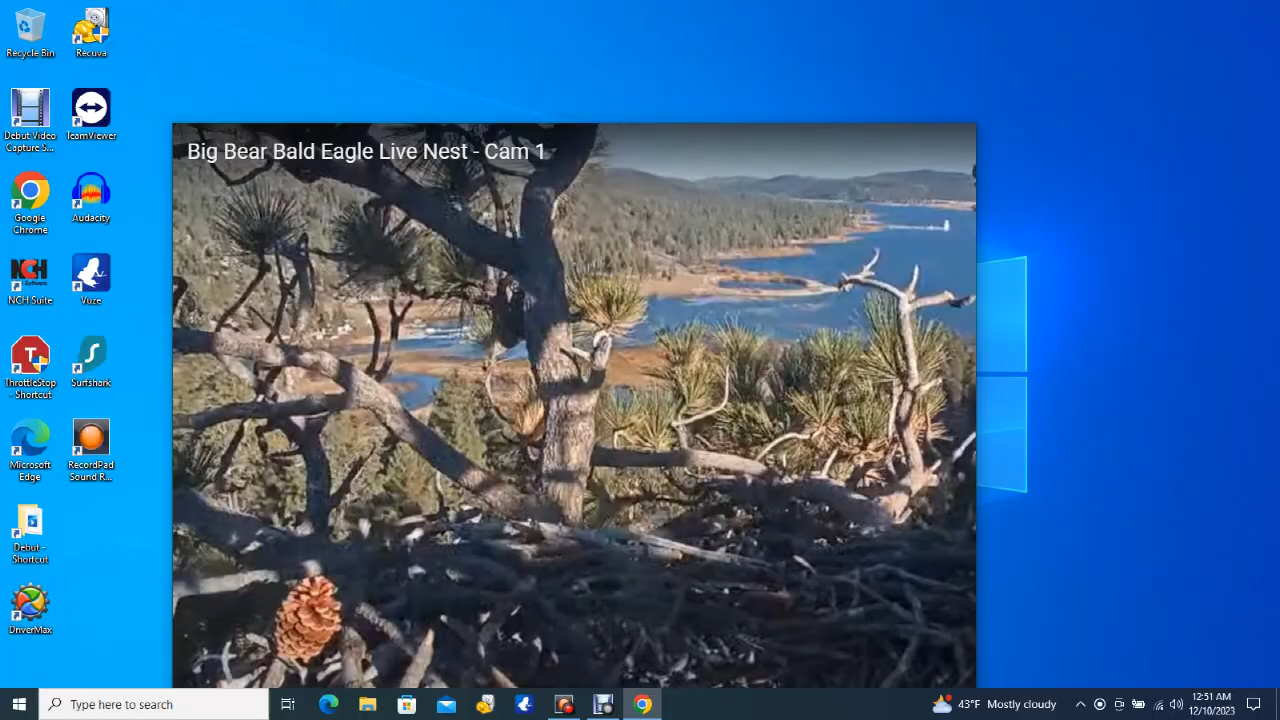 Recycle Bin
Recuva
Debut Video
Capture S...
TeamViewer
Google
Chrome
Audacity
NCH
NCH Suite
Vuze
ThrottleStop
- Shortcut
Surfshark
Microsoft
Edge
RecordPad
Sound R...
Debut -
Shortcut
DriverMax
Big Bear Bald Eagle Live Nest - Cam 1
Type here to search
43°F Mostly cloudy
12:51 AM
12/10/2023